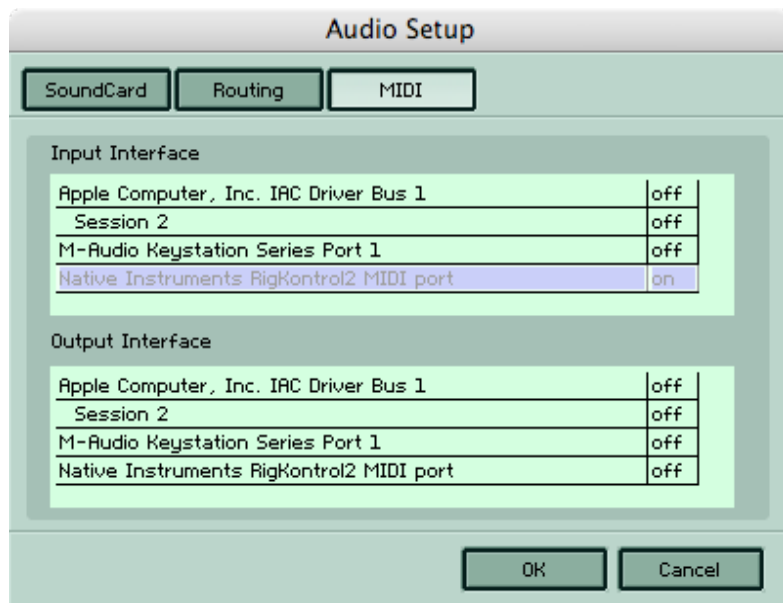 Audio Setup
SoundCard Routing MIDI
Input Interface
Apple Computer, Inc. IAC Driver Bus 1 off
Session 2 off
M-Audio Keystation Series Port 1 off
Native Instruments RigKontrol2 MIDI port on
Output Interface
Apple Computer, Inc. IAC Driver Bus 1 off
Session 2 off
M-Audio Keystation Series Port 1 off
Native Instruments RigKontrol2 MIDI port off
OK Cancel